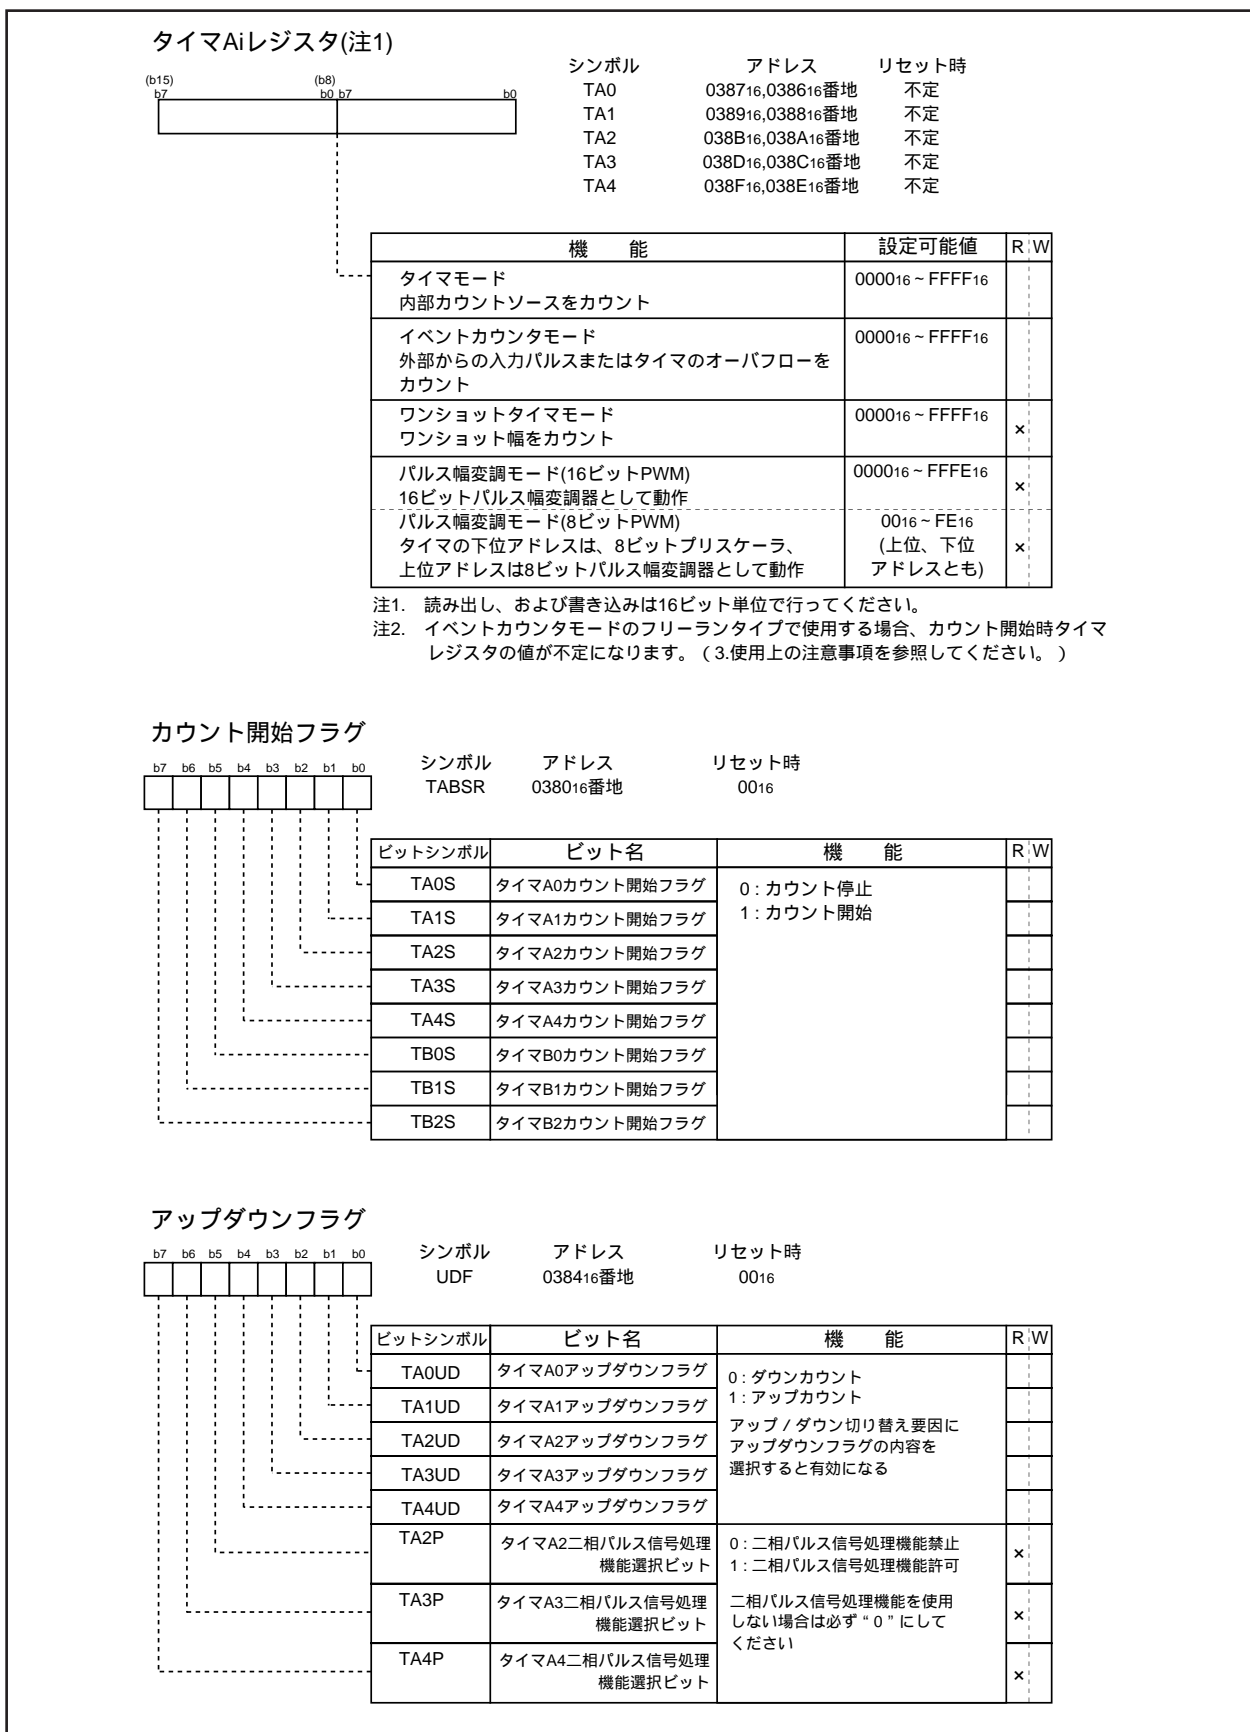 タイマAiレジスタ(注1)
シンボル アドレス リセット時
(b15) (b8)
b7 b0 b7 b0
TA0 038716,038616番地 不定
TA1 038916,038816番地 不定
TA2 038B16,038A16番地 不定
TA3 038D16,038C16番地 不定
TA4 038F16,038E16番地 不定
機 能 設定可能値 R W
タイマモード 000016~FFFF16
内部カウントソースをカウント
イベントカウンタモード 000016~FFFF16
外部からの入力パルスまたはタイマのオーバフローを
カウント
ワンショットタイマモード 000016~FFFF16
ワンショット幅をカウント ×
パルス幅変調モード(16ビットPWM) 000016~FFFE16
16ビットパルス幅変調器として動作 ×
パルス幅変調モード(8ビットPWM) 0016~FE16
タイマの下位アドレスは、8ビットプリスケーラ、 (上位、下位 ×
上位アドレスは8ビットパルス幅変調器として動作 アドレスとも)
注1. 読み出し、および書き込みは16ビット単位で行ってください。
注2. イベントカウンタモードのフリーランタイプで使用する場合、カウント開始時タイマ
レジスタの値が不定になります。(3.使用上の注意事項を参照してください。)
カウント開始フラグ
シンボル アドレス リセット時
b7 b6 b5 b4 b3 b2 b1 b0
TABSR 038016番地 0016
ビットシンボル ビット名 機 能 R W
TA0S タイマA0カウント開始フラグ 0 : カウント停止
TA1S タイマA1カウント開始フラグ 1 : カウント開始
TA2S タイマA2カウント開始フラグ
TA3S タイマA3カウント開始フラグ
TA4S タイマA4カウント開始フラグ
TB0S タイマB0カウント開始フラグ
TB1S タイマB1カウント開始フラグ
TB2S タイマB2カウント開始フラグ
アップダウンフラグ
シンボル アドレス リセット時
b7 b6 b5 b4 b3 b2 b1 b0
UDF 038416番地 0016
ビットシンボル ビット名 機 能 R W
TA0UD タイマA0アップダウンフラグ 0 : ダウンカウント
1 : アップカウント
TA1UD タイマA1アップダウンフラグ アップ / ダウン切り替え要因に
TA2UD タイマA2アップダウンフラグ アップダウンフラグの内容を
TA3UD タイマA3アップダウンフラグ 選択すると有効になる
TA4UD タイマA4アップダウンフラグ
TA2P タイマA2二相パルス信号処理 0 : 二相パルス信号処理機能禁止
機能選択ビット 1 : 二相パルス信号処理機能許可 ×
TA3P タイマA3二相パルス信号処理 二相パルス信号処理機能を使用
機能選択ビット しない場合は必ず“0”にして ×
ください
TA4P タイマA4二相パルス信号処理
機能選択ビット ×